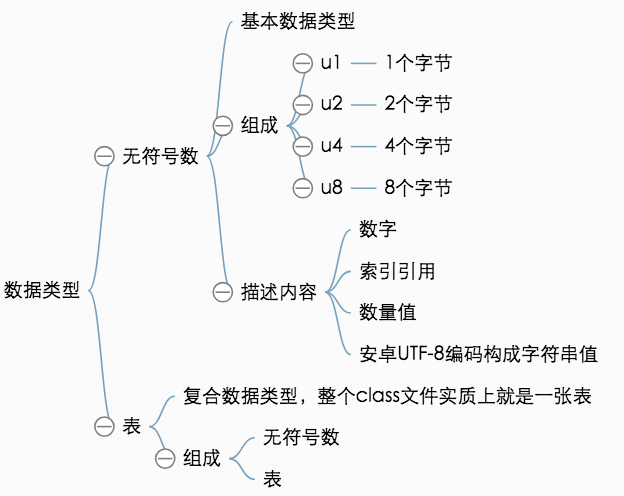 基本数据类型
u1 1个字节
组成
u2 2个字节
u4 4个字节
无符号数
u8 8个字节
数字
索引引用
描述内容
数量值
数据类型
安卓UTF-8编码构成字符串值
复合数据类型，整个class文件实质上就是一张表
表
无符号数
组成
表